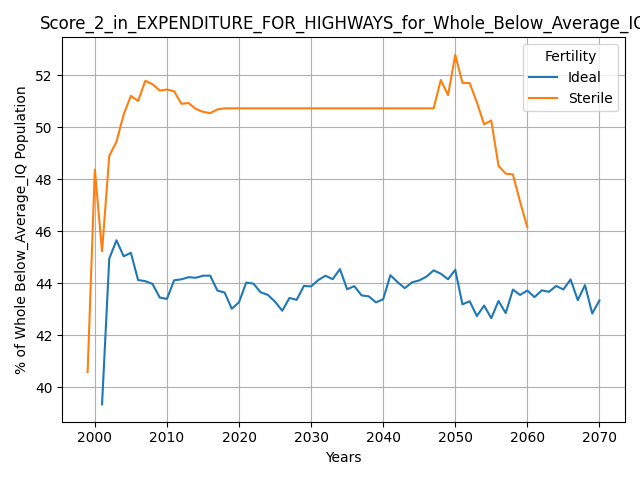 Score_2_in_EXPENDITURE_FOR_HIGHWAYS_for_Whole_Below_Average_IQ
Fertility
Ideal
Sterile
% of Whole Below_Average_IQ Population
52
50
48
46
44
42
40
2000
2010
2020
2030
2040
2050
2060
2070
Years